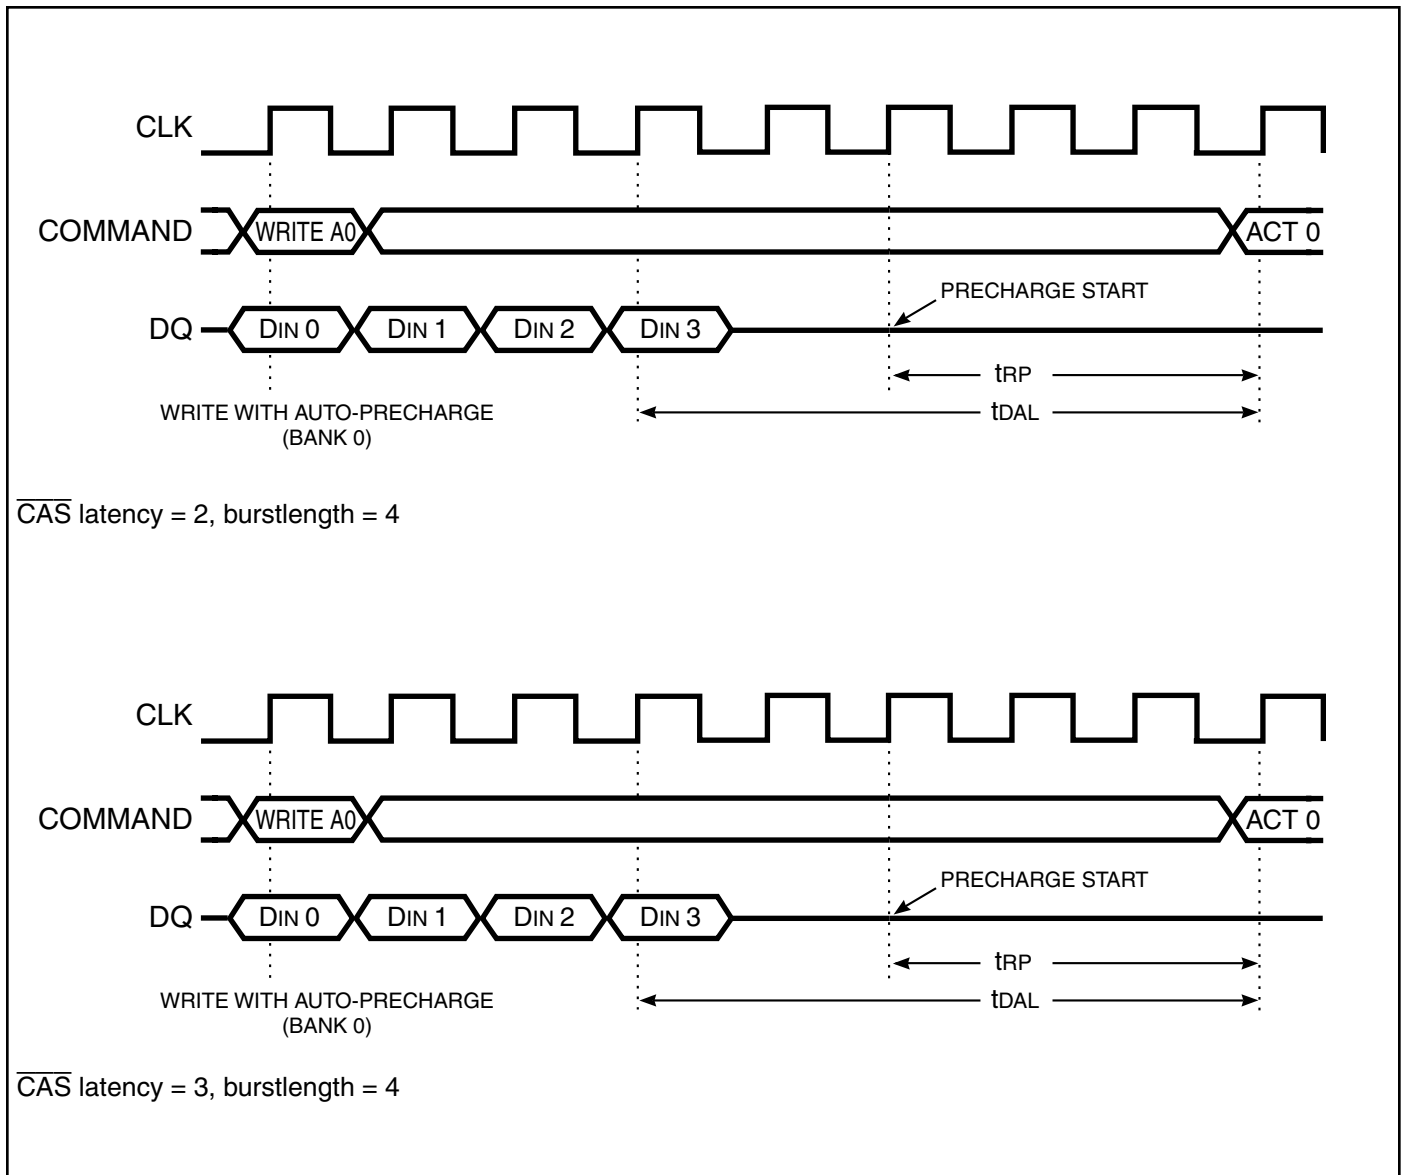 CLK
COMMAND WRITE A0 ACT 0
PRECHARGE START
DQ DIN 0 DIN 1 DIN 2 DIN 3
tRP
WRITE WITH AUTO-PRECHARGE tDAL
(BANK 0)
C̅A̅S̅ latency = 2, burstlength = 4
CLK
COMMAND WRITE A0 ACT 0
PRECHARGE START
DQ DIN 0 DIN 1 DIN 2 DIN 3
tRP
WRITE WITH AUTO-PRECHARGE tDAL
(BANK 0)
C̅A̅S̅ latency = 3, burstlength = 4